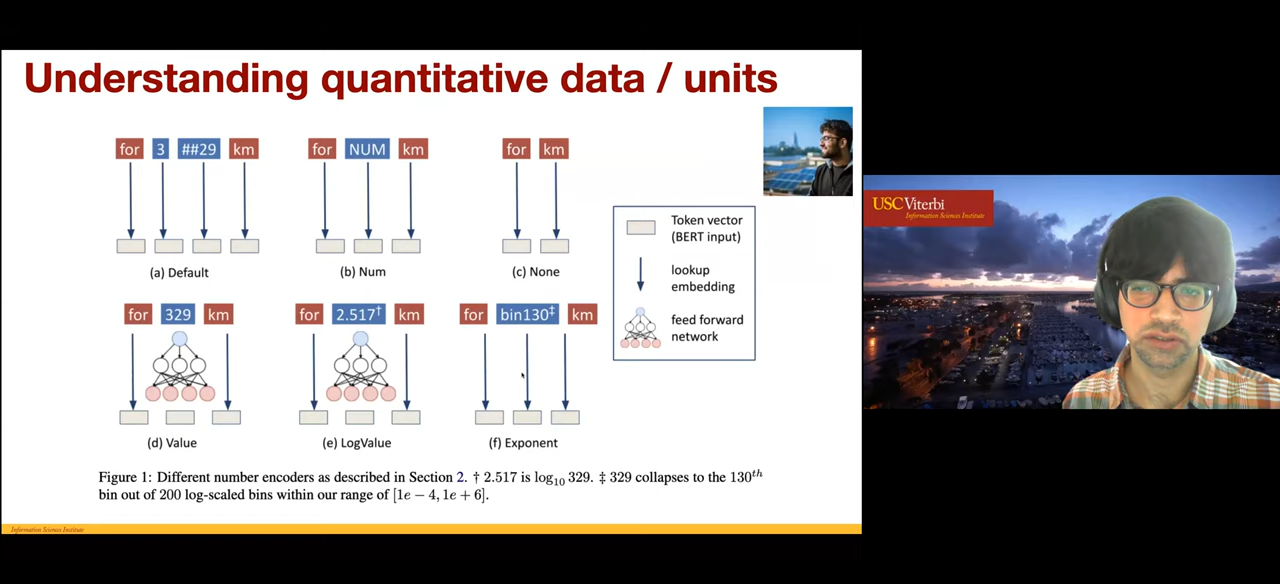 Understanding quantitative data / units
for 3 ##29 km
for NUM km
for km
(a) Default
(b) Num
(c) None
for 329 km
for 2.517† km
for bin130‡ km
(d) Value
(e) LogValue
(f) Exponent
Token vector
(BERT input)
lookup
embedding
feed forward
network
Figure 1: Different number encoders as described in Section 2. † 2.517 is log10 329. ‡ 329 collapses to the 130th
bin out of 200 log-scaled bins within our range of [1e − 4, 1e + 6].
Information Sciences Institute
USC Viterbi
Information Sciences Institute